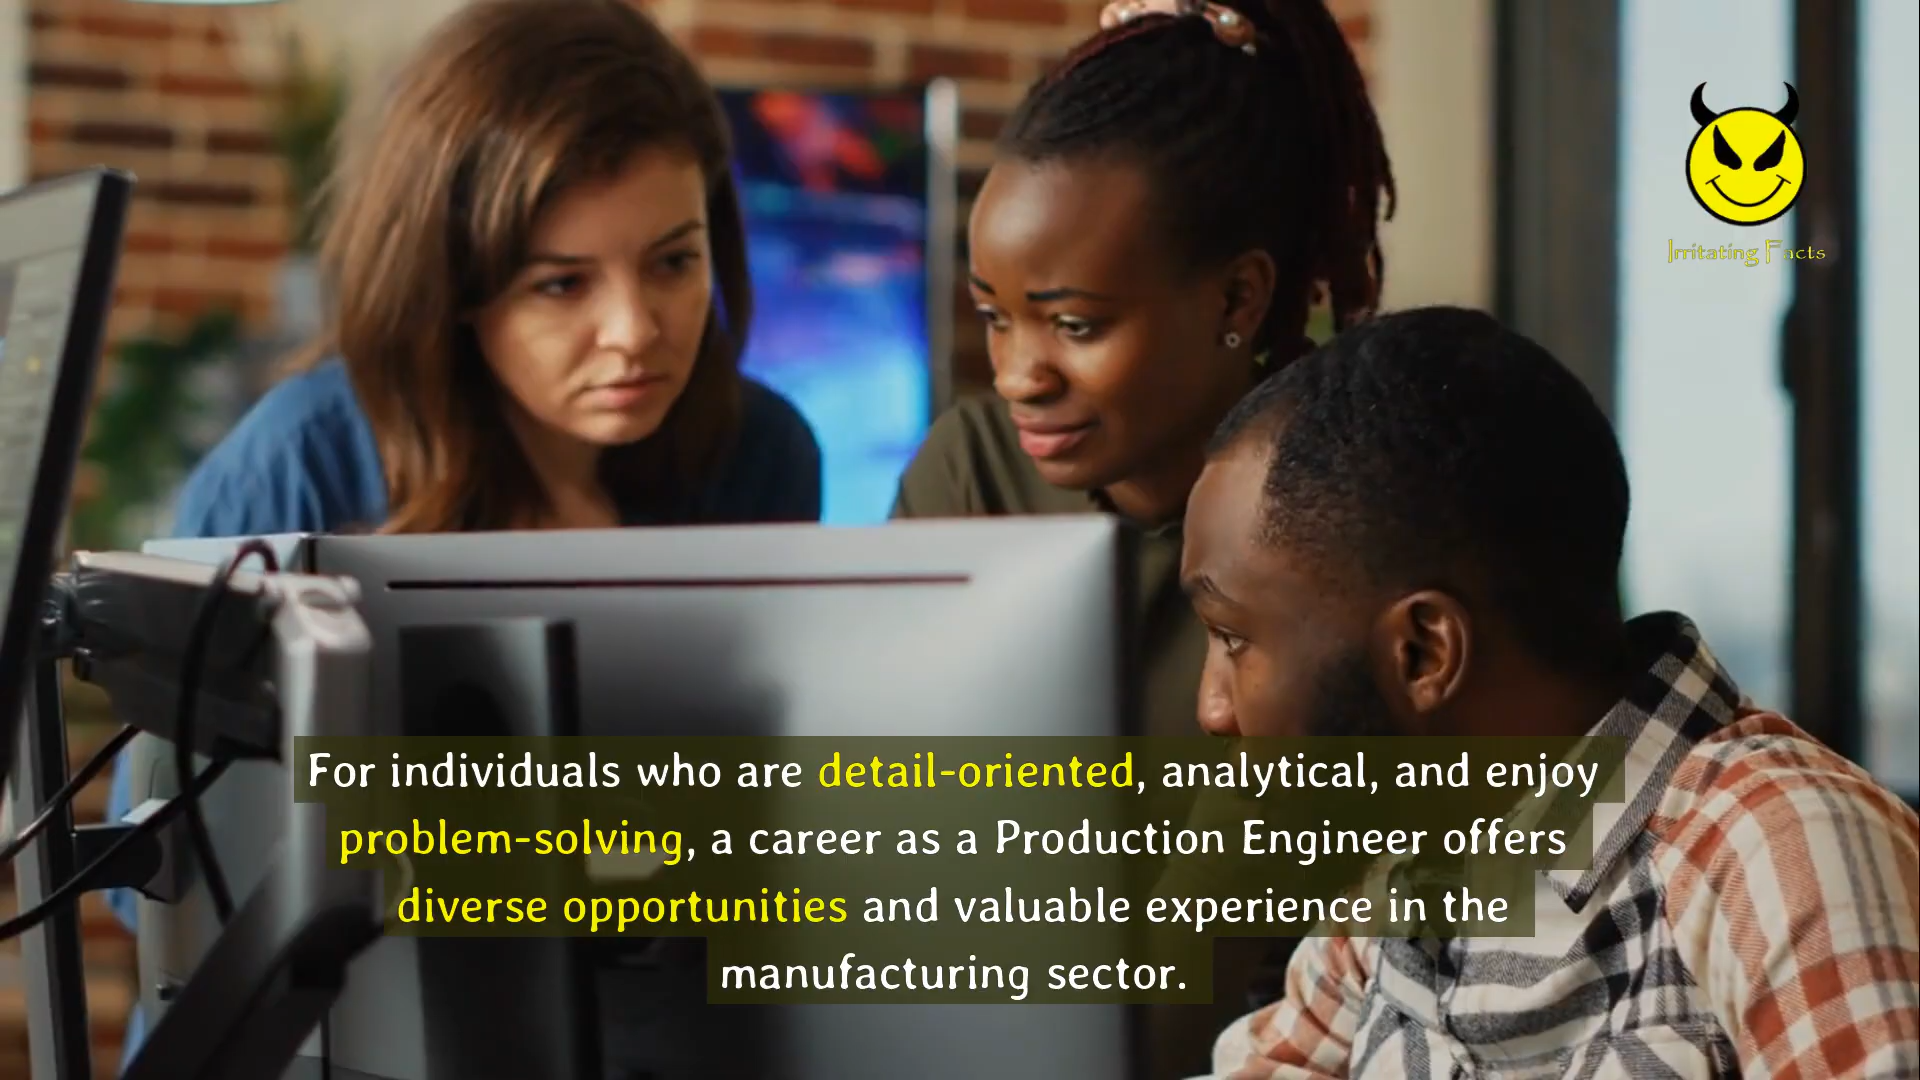 Irritating Facts
For individuals who are detail-oriented, analytical, and enjoy
problem-solving, a career as a Production Engineer offers
diverse opportunities and valuable experience in the
manufacturing sector.